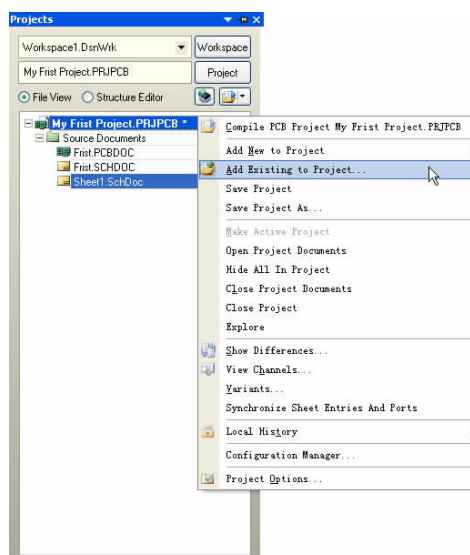 Projects
Workspace1.DsnWrk
Workspace
My Frist Project.PRJPCB
Project
File View
Structure Editor
My Frist Project.PRJPCB *
Source Documents
Frist.PCBDOC
Frist.SCHDOC
Sheet1.SchDoc
Compile PCB Project My Frist Project.PRJPCB
Add New to Project
Add Existing to Project...
Save Project
Save Project As...
Make Active Project
Open Project Documents
Hide All In Project
Close Project Documents
Close Project
Explore
Show Differences...
View Channels...
Variants...
Synchronize Sheet Entries And Ports
Local History
Configuration Manager...
Project Options...